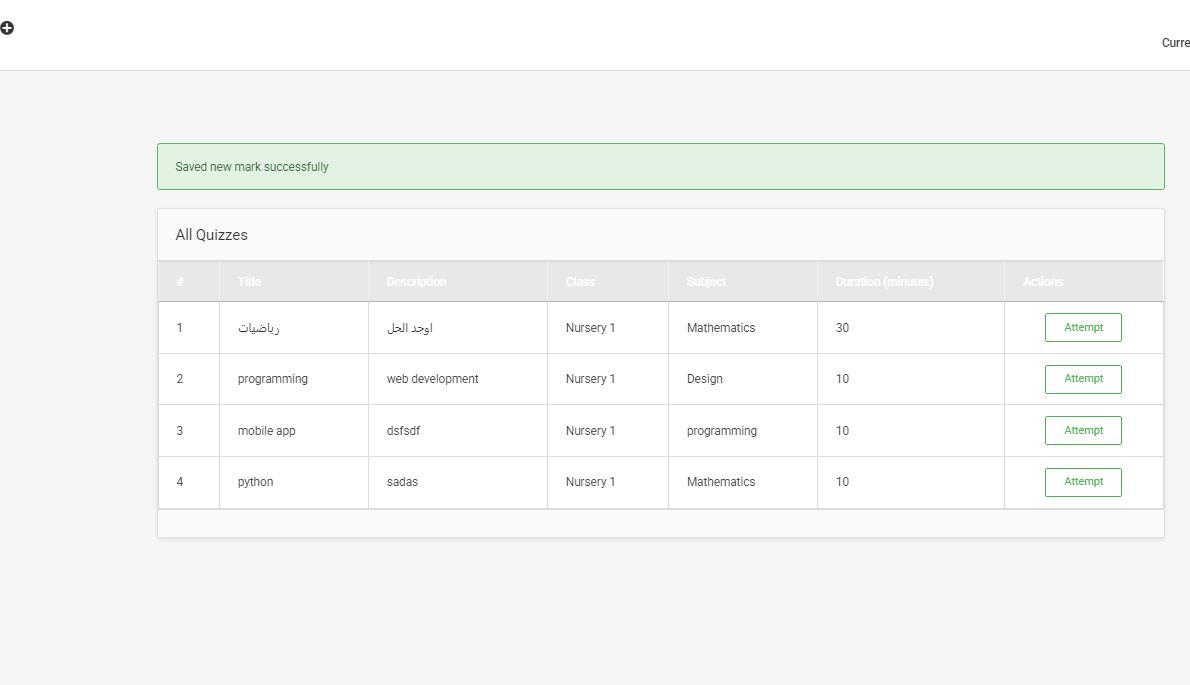 Curre
Saved new mark successfully
All Quizzes
# Title Description Class Subject Duration (minutes) Actions
1 رياضيات اوجد الحل Nursery 1 Mathematics 30 Attempt
2 programming web development Nursery 1 Design 10 Attempt
3 mobile app dsfsdf Nursery 1 programming 10 Attempt
4 python sadas Nursery 1 Mathematics 10 Attempt